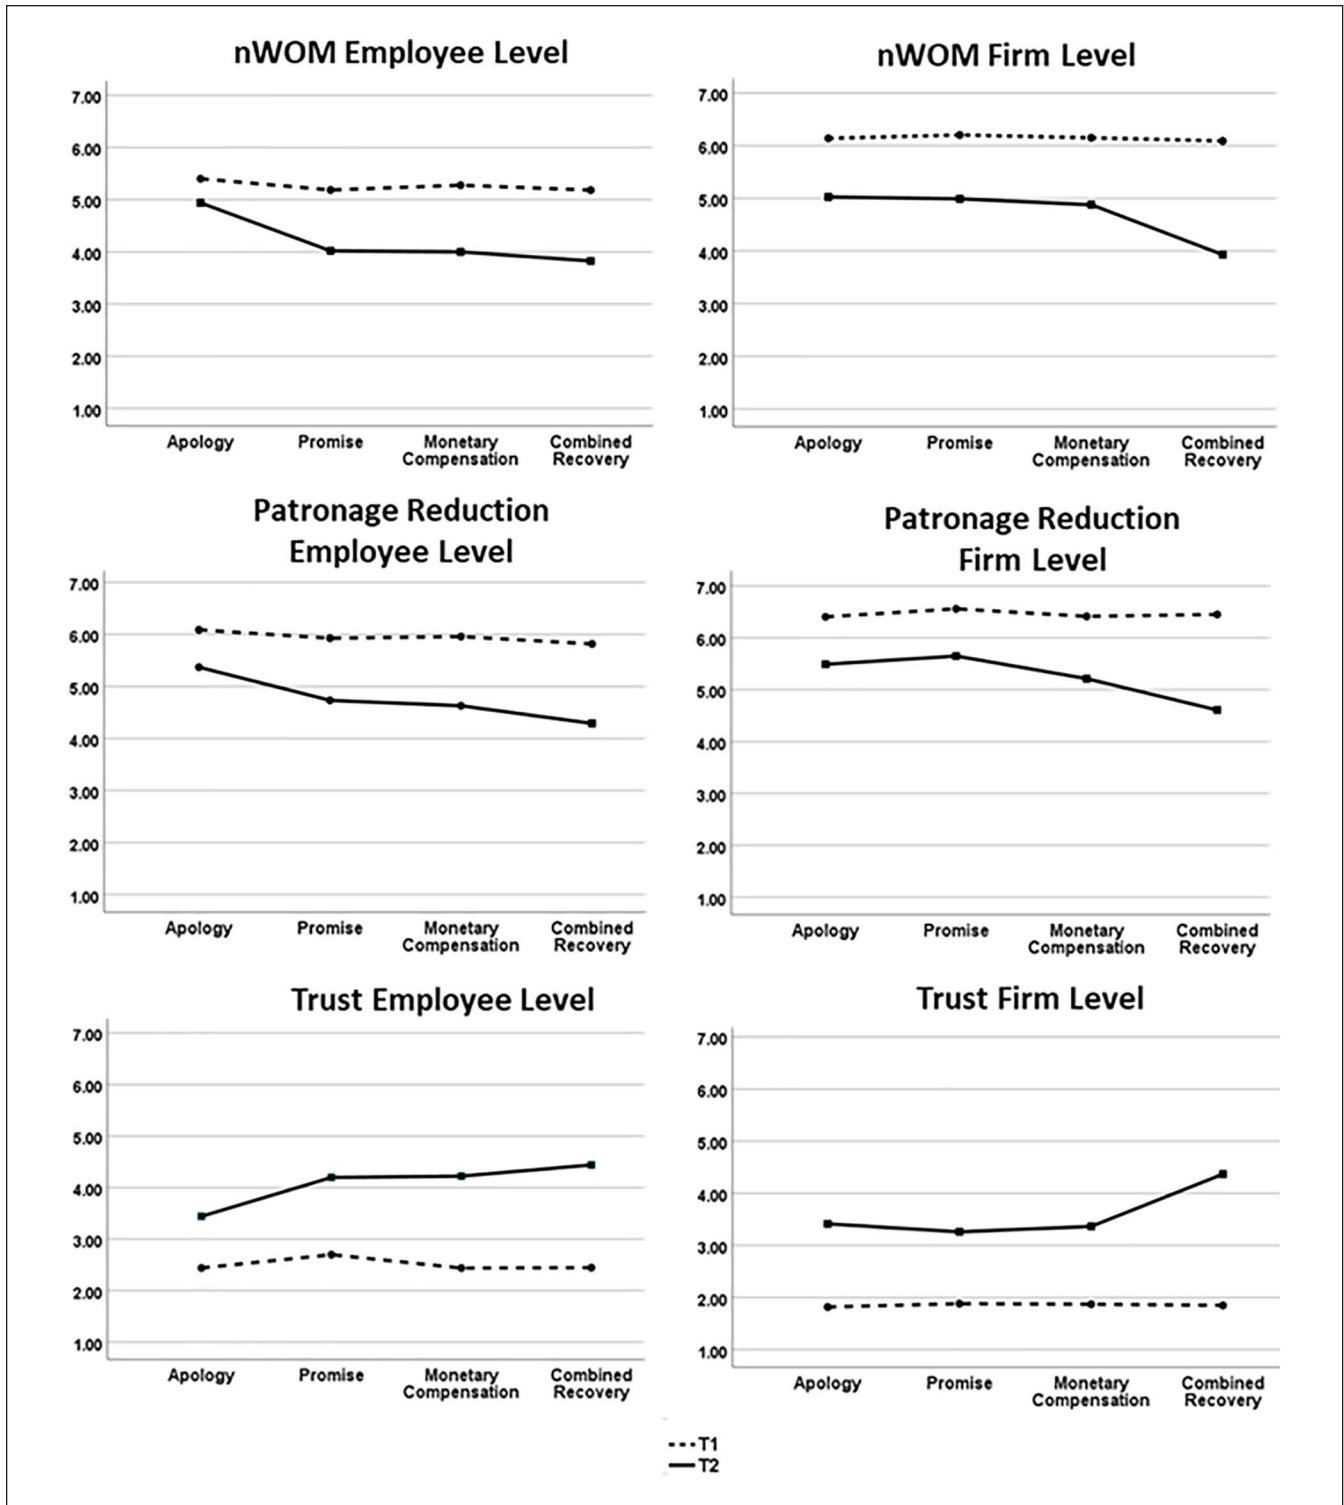 nWOM Employee Level
7.00
6.00
5.00
4.00
3.00
2.00
1.00
Apology Promise Monetary Compensation Combined Recovery
nWOM Firm Level
7.00
6.00
5.00
4.00
3.00
2.00
1.00
Apology Promise Monetary Compensation Combined Recovery
Patronage Reduction
Employee Level
7.00
6.00
5.00
4.00
3.00
2.00
1.00
Apology Promise Monetary Compensation Combined Recovery
Patronage Reduction
Firm Level
7.00
6.00
5.00
4.00
3.00
2.00
1.00
Apology Promise Monetary Compensation Combined Recovery
Trust Employee Level
7.00
6.00
5.00
4.00
3.00
2.00
1.00
Apology Promise Monetary Compensation Combined Recovery
Trust Firm Level
7.00
6.00
5.00
4.00
3.00
2.00
1.00
Apology Promise Monetary Compensation Combined Recovery
T1
T2